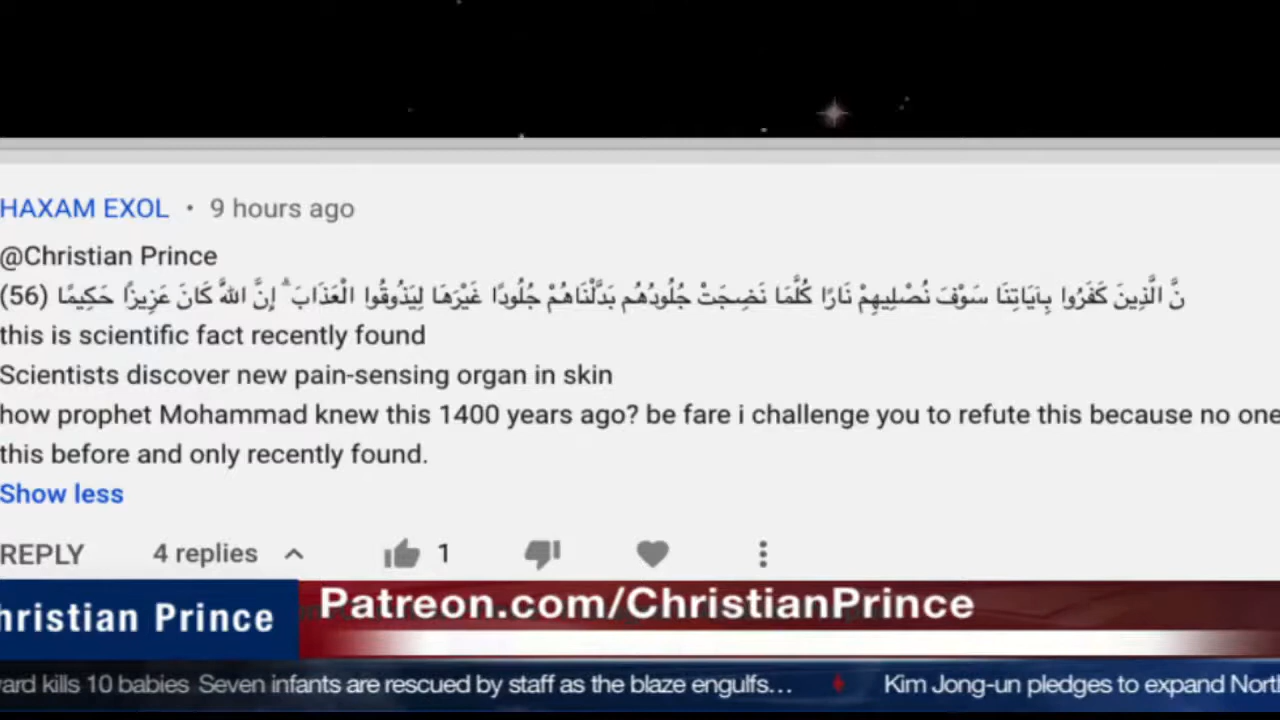 HAXAM EXOL • 9 hours ago
@Christian Prince
نَّ الَّذِينَ كَفَرُوا بِآيَاتِنَا سَوْفَ نُصْلِيهِمْ نَارًا كُلَّمَا نَضِجَتْ جُلُودُهُم بَدَّلْنَاهُمْ جُلُودًا غَيْرَهَا لِيَذُوقُوا الْعَذَابَ ۗ إِنَّ اللَّهَ كَانَ عَزِيزًا حَكِيمًا (56)
this is scientific fact recently found
Scientists discover new pain-sensing organ in skin
how prophet Mohammad knew this 1400 years ago? be fare i challenge you to refute this because no one
this before and only recently found.
Show less
REPLY 4 replies 1
Patreon.com/ChristianPrince
hristian Prince
ard kills 10 babies Seven infants are rescued by staff as the blaze engulfs... Kim Jong-un pledges to expand North